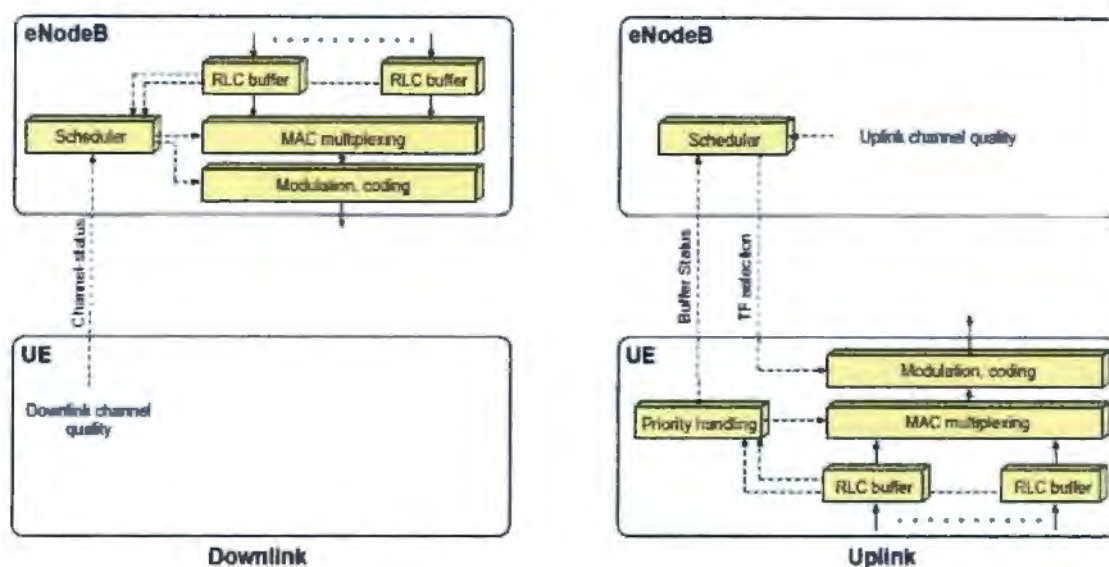 eNodeB
RLC buffer
RLC buffer
Scheduler
MAC multiplexing
Modulation, coding
Channel-status
UE
Downlink channel
quality
Downlink
eNodeB
Scheduler
Uplink channel quality
Buffer Status
TF selection
UE
Modulation, coding
Priority handling
MAC multiplexing
RLC buffer
RLC buffer
Uplink